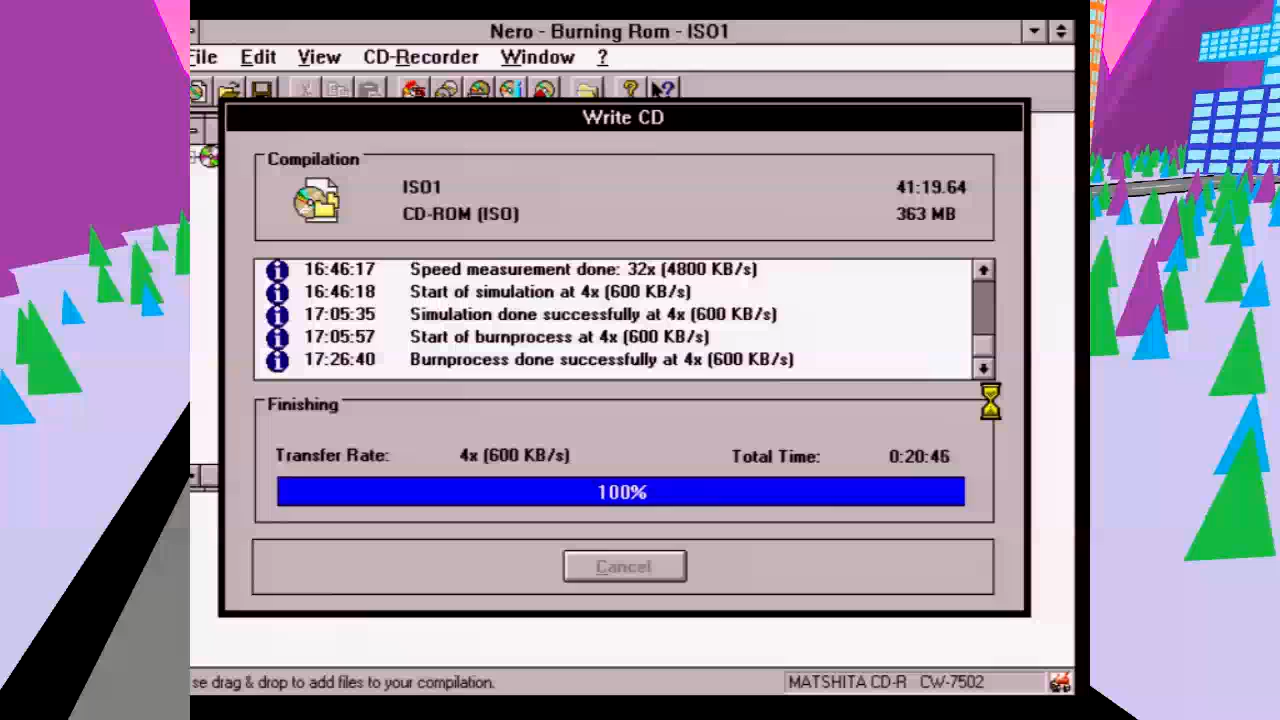 Nero - Burning Rom - ISO1
File Edit View CD-Recorder Window ?
Write CD
Compilation
ISO1 41:19.64
CD-ROM (ISO) 363 MB
16:46:17 Speed measurement done: 32x (4800 KB/s)
16:46:18 Start of simulation at 4x (600 KB/s)
17:05:35 Simulation done successfully at 4x (600 KB/s)
17:05:57 Start of burnprocess at 4x (600 KB/s)
17:26:40 Burnprocess done successfully at 4x (600 KB/s)
Finishing
Transfer Rate: 4x (600 KB/s) Total Time: 0:20:46
100%
Cancel
se drag & drop to add files to your compilation. MATSHITA CD-R CW-7502